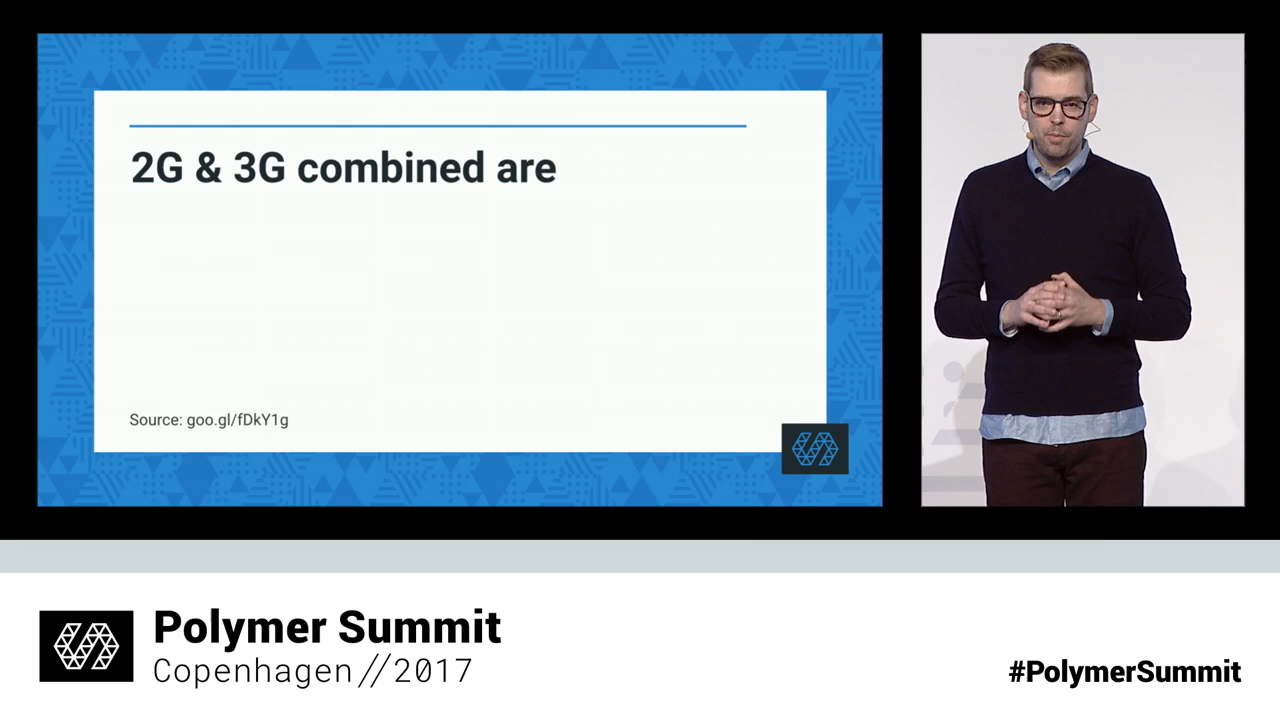 2G & 3G combined are
Source: goo.gl/fDkY1g
Polymer Summit
Copenhagen//2017
#PolymerSummit